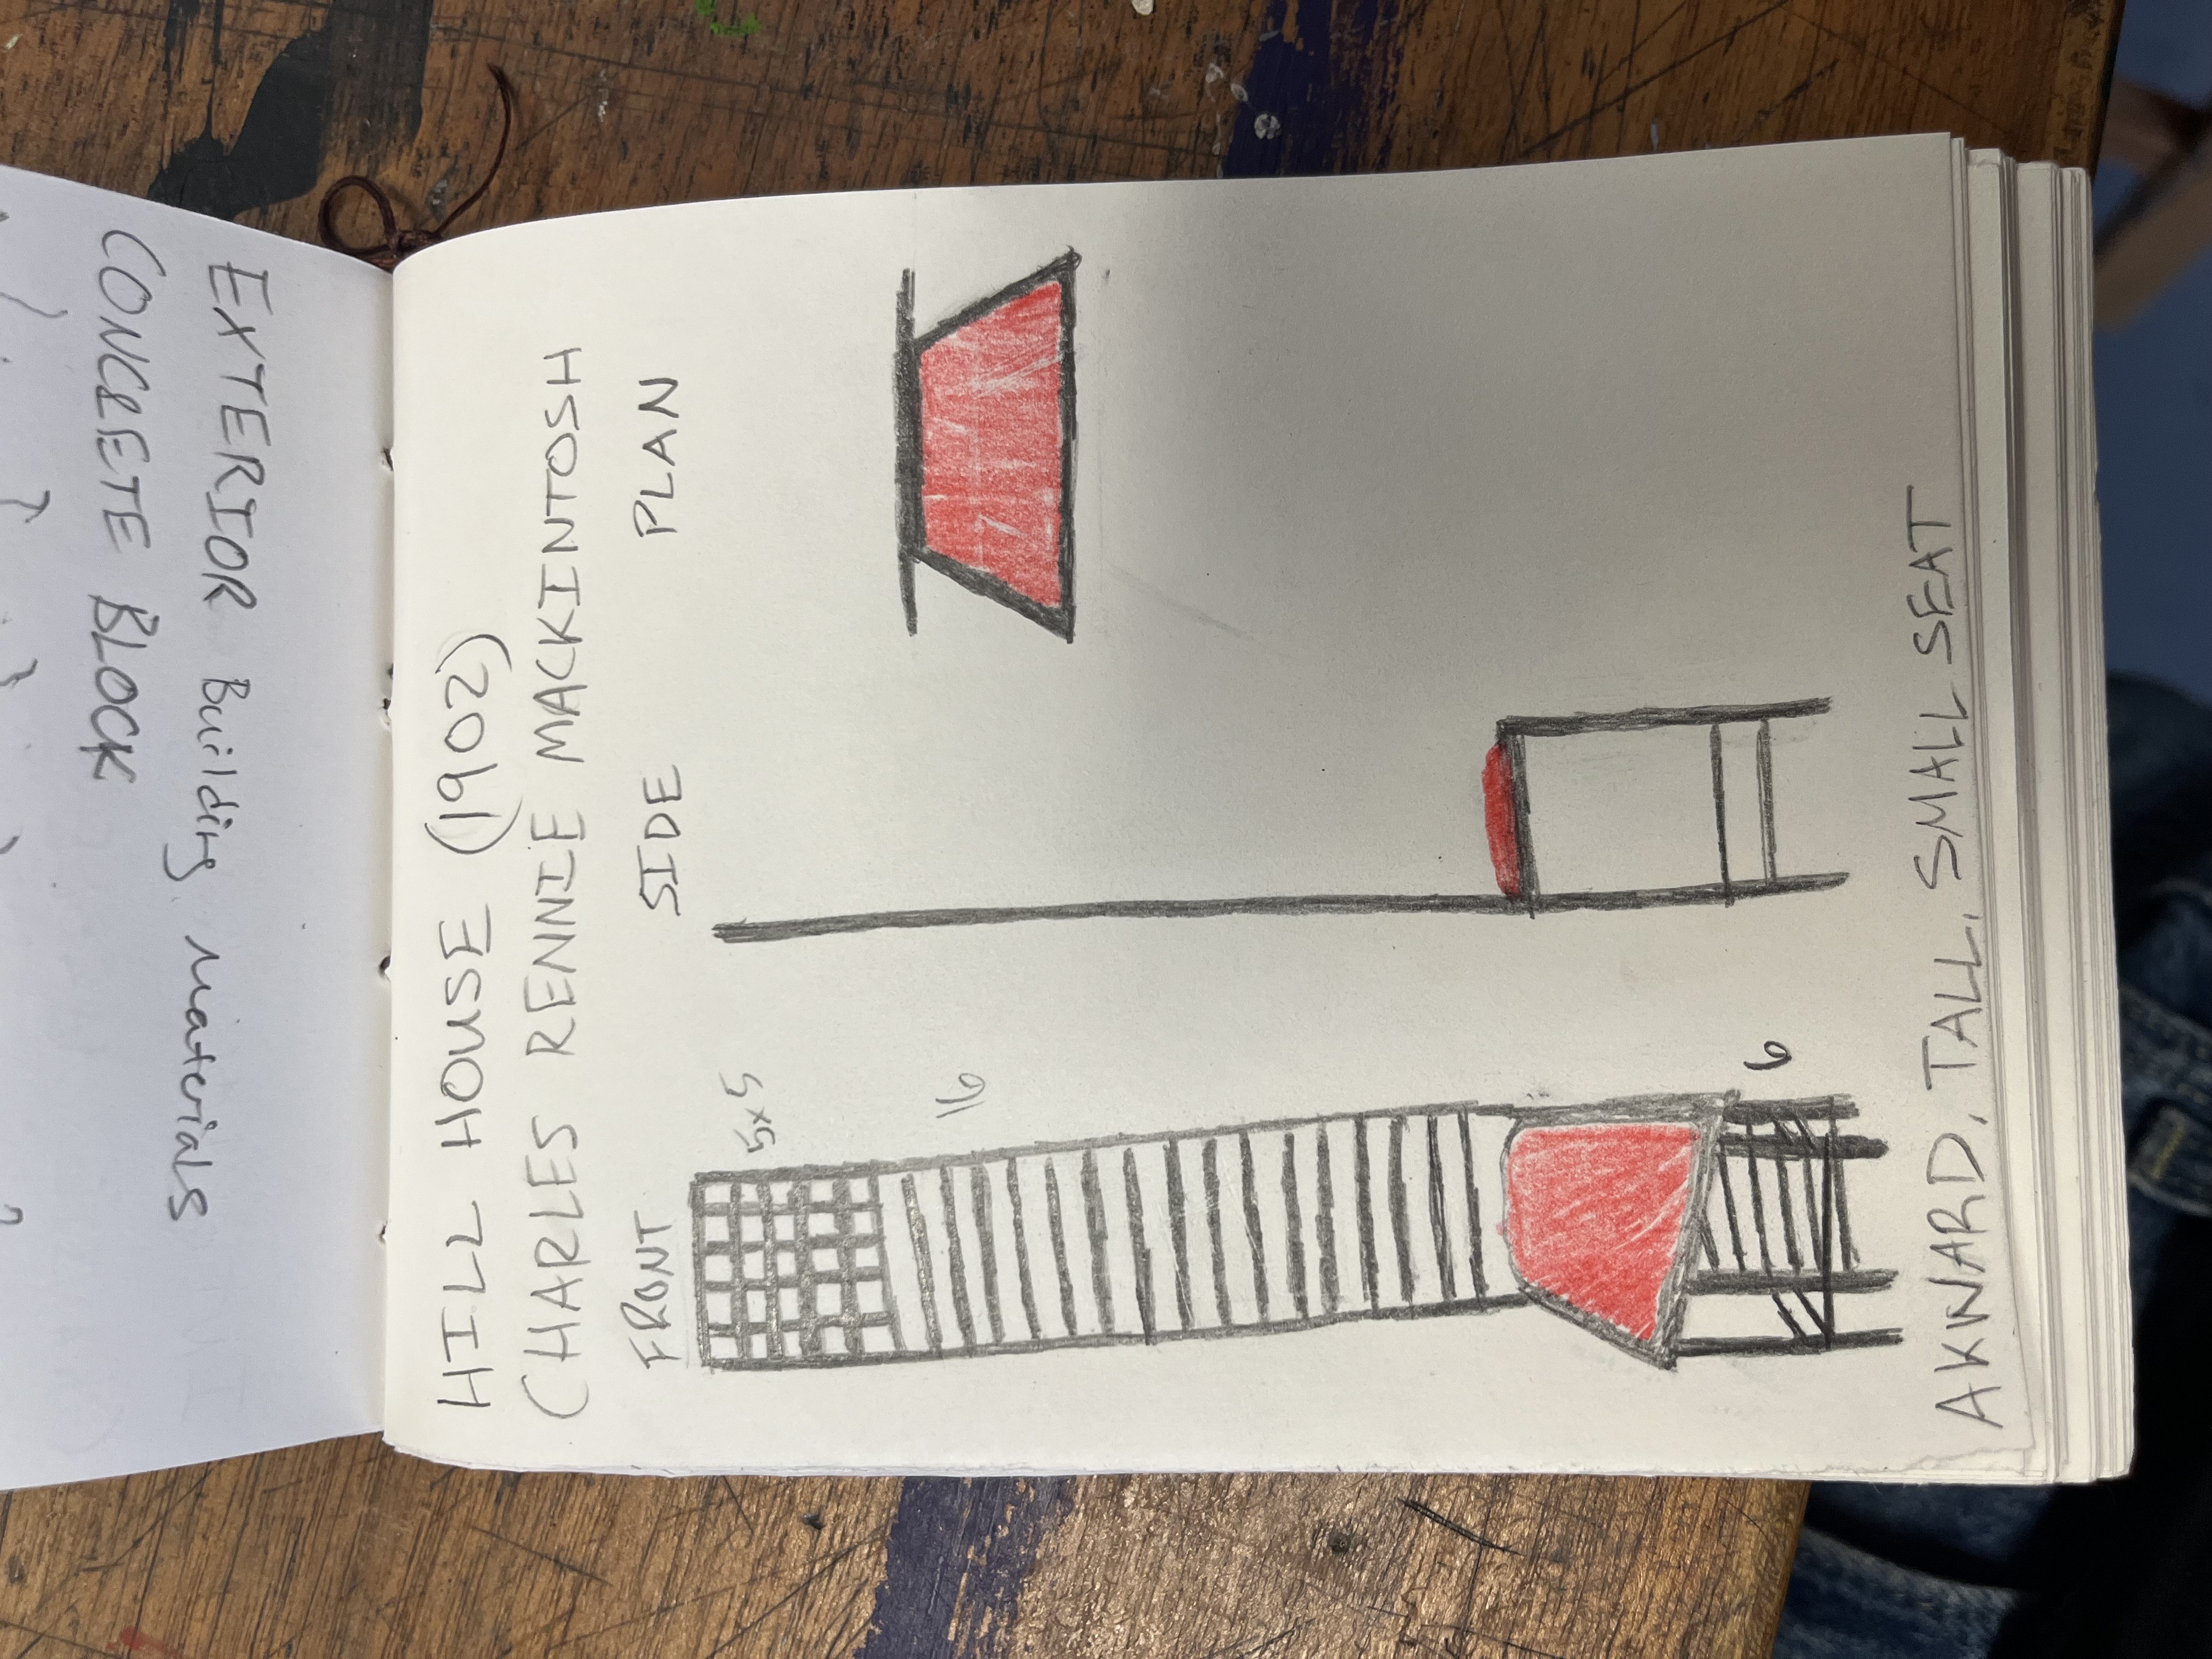 EXTERIOR Building Materials
CONCRETE BLOCK
HILL HOUSE (1902)
CHARLES RENNIE MACKINTOSH
FRONT SIDE PLAN
5x5
16
6
AKWARD, TALL, SMALL SEAT